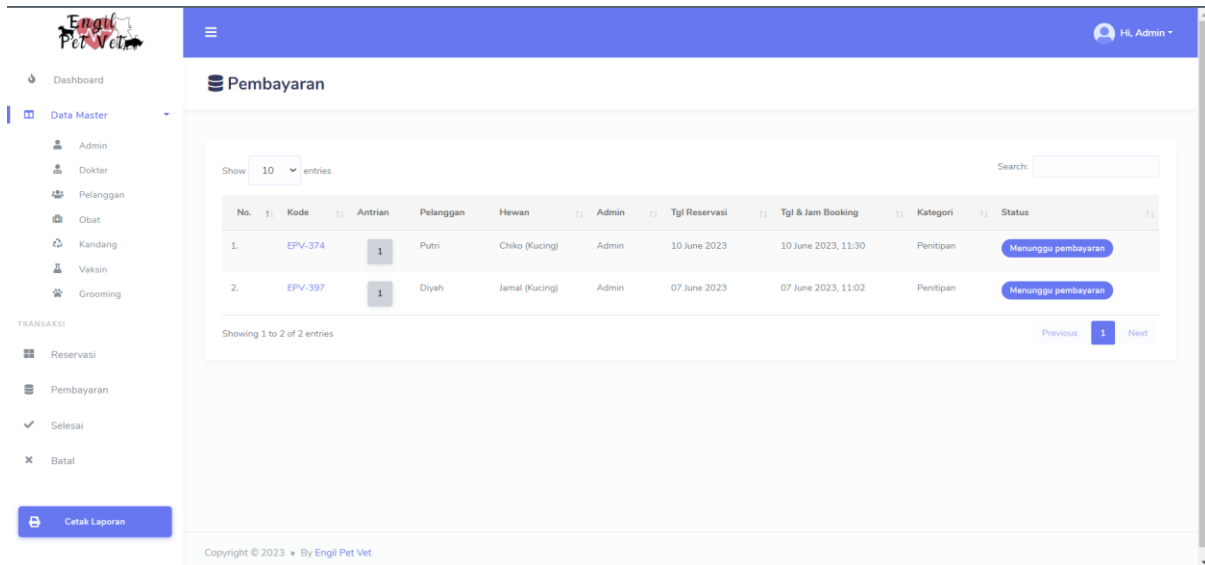 Engil
Pet Vet
Hi, Admin
Dashboard
Data Master
Admin
Dokter
Pelanggan
Obat
Kandang
Vaksin
Grooming
TRANSAKSI
Reservasi
Pembayaran
Selesai
Batal
Cetak Laporan
Pembayaran
Show 10 entries
Search:
No. Kode Antrian Pelanggan Hewan Admin Tgl Reservasi Tgl & Jam Booking Kategori Status
1. EPV-374 1 Putri Chiko (Kucing) Admin 10 June 2023 10 June 2023, 11:30 Penitipan Menunggu pembayaran
2. EPV-397 1 Diyah Jamal (Kucing) Admin 07 June 2023 07 June 2023, 11:02 Penitipan Menunggu pembayaran
Showing 1 to 2 of 2 entries
Previous 1 Next
Copyright © 2023 • By Engil Pet Vet